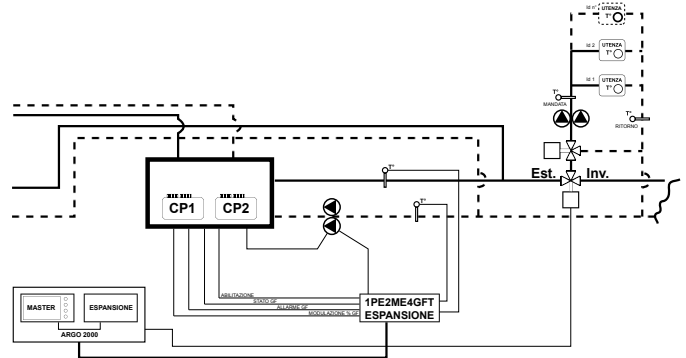 Id n°
UTENZA
T°
Id 2
UTENZA
T°
Id 1
UTENZA
T°
T°
MANDATA
T°
RITORNO
T°
Est.
Inv.
CP1
CP2
T°
ABILITAZIONE
STATO GF
ALLARME GF
MODULAZIONE % GF
1PE2ME4GFT
ESPANSIONE
MASTER
ESPANSIONE
ARGO 2000